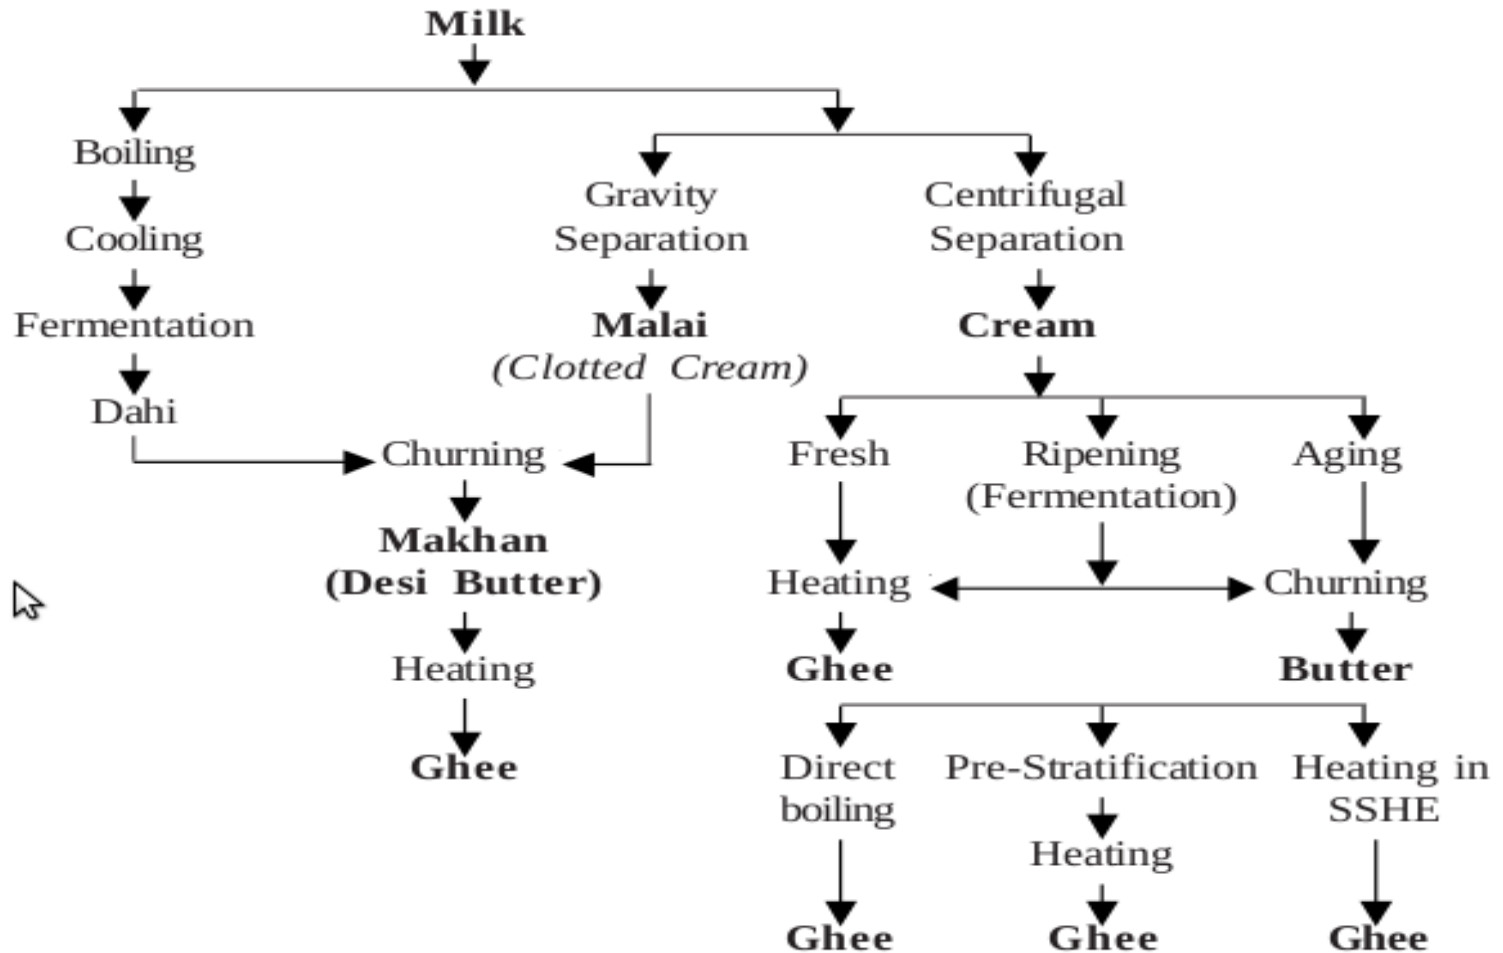 Milk
Boiling
Gravity
Separation
Centrifugal
Separation
Cooling
Fermentation
Malai
(Clotted Cream)
Cream
Dahi
Churning
Fresh
Ripening
(Fermentation)
Aging
Makhan
(Desi Butter)
Heating
Churning
Heating
Ghee
Butter
Ghee
Direct
boiling
Pre-Stratification
Heating in
SSHE
Heating
Ghee
Ghee
Ghee